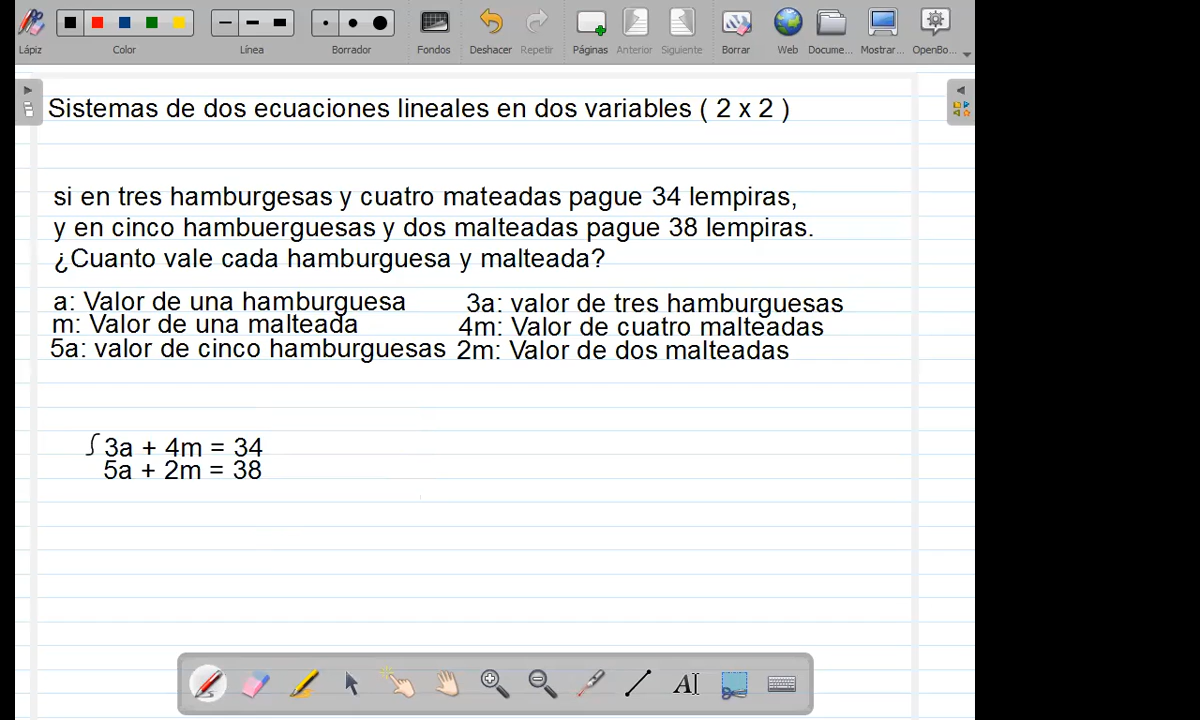 Lápiz Color Línea Borrador Fondos Deshacer Repetir Páginas Anterior Siguiente Borrar Web Docume... Mostrar... OpenBo...
Sistemas de dos ecuaciones lineales en dos variables ( 2 x 2 )
si en tres hamburgesas y cuatro mateadas pague 34 lempiras,
y en cinco hambuerguesas y dos malteadas pague 38 lempiras.
¿Cuanto vale cada hamburguesa y malteada?
a: Valor de una hamburguesa
m: Valor de una malteada
5a: valor de cinco hamburguesas
3a: valor de tres hamburguesas
4m: Valor de cuatro malteadas
2m: Valor de dos malteadas
3a + 4m = 34
5a + 2m = 38